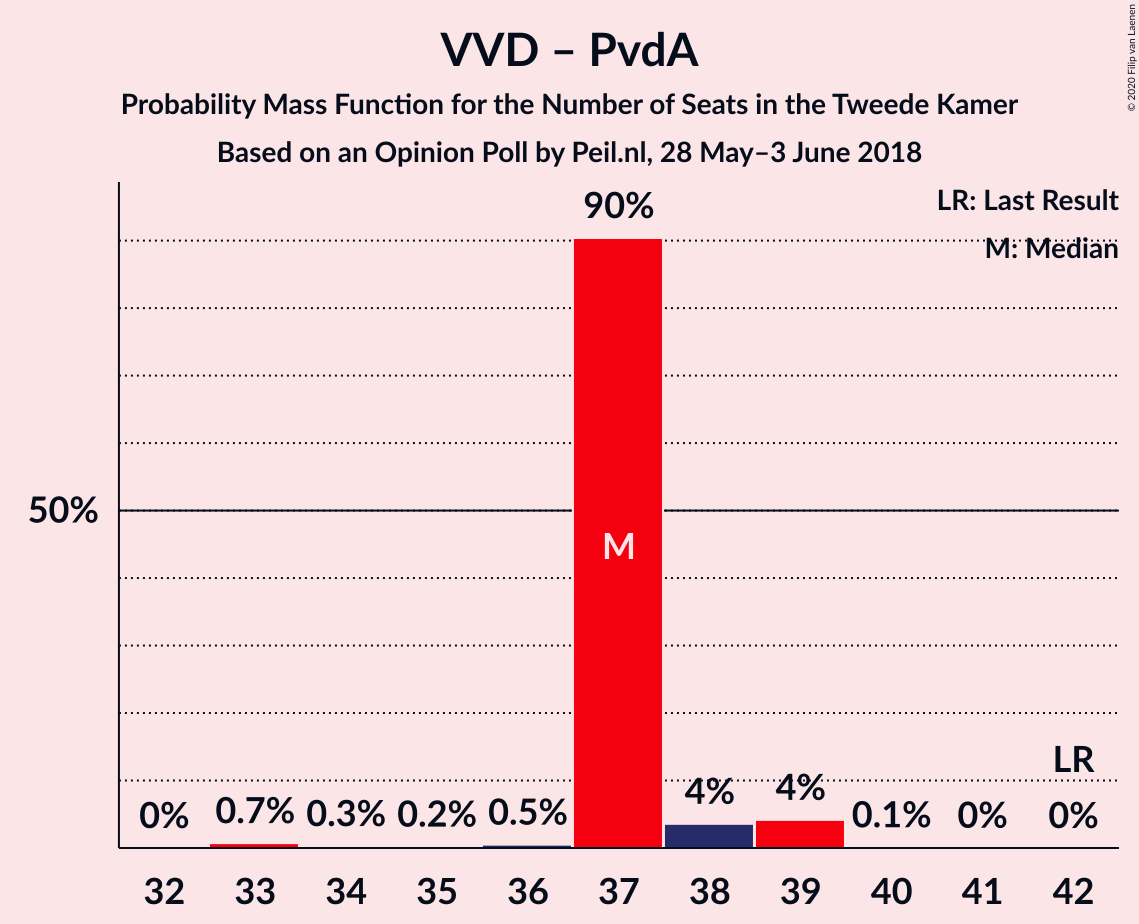 VVD – PvdA
Probability Mass Function for the Number of Seats in the Tweede Kamer
Based on an Opinion Poll by Peil.nl, 28 May–3 June 2018
© 2020 Filip van Laenen
LR: Last Result
M: Median
90%
50%
M
LR
0% 0.7% 0.3% 0.2% 0.5% 4% 4% 0.1% 0% 0%
32 33 34 35 36 37 38 39 40 41 42